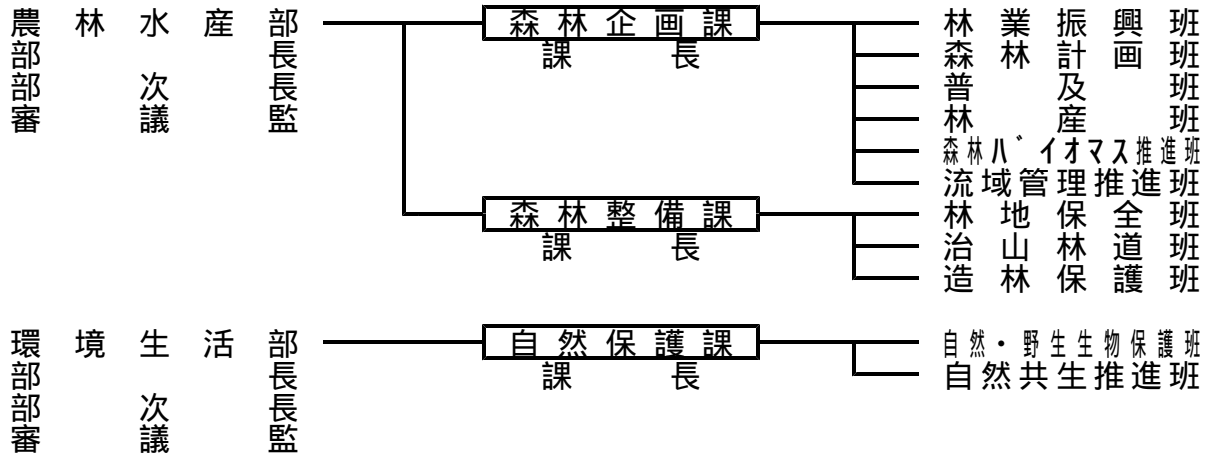 農林水産部 森林企画課 林業振興班
部長 課長 森林計画班
部次長 普及班
審議監 林産班
森林バイオマス推進班
流域管理推進班
森林整備課 林地保全班
課長 治山林道班
造林保護班
環境生活部 自然保護課 自然・野生生物保護班
部長 課長 自然共生推進班
部次長
審議監